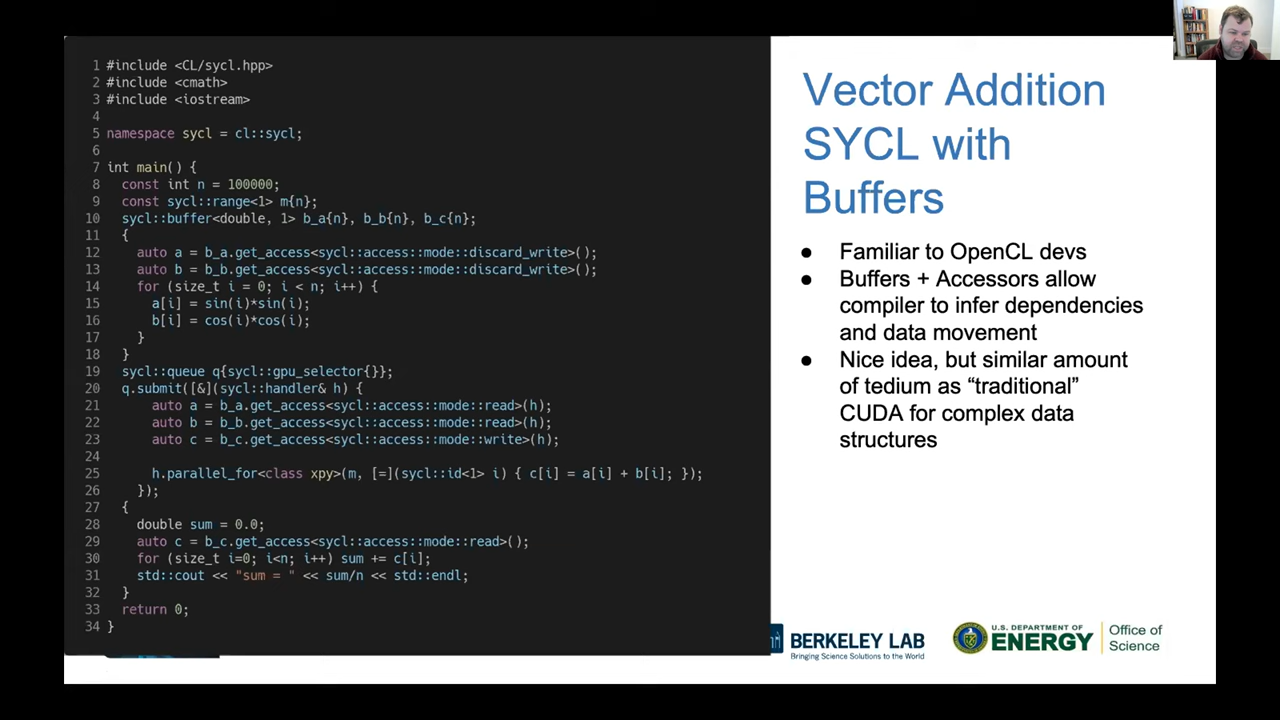 1 #include <CL/sycl.hpp>
2 #include <cmath>
3 #include <iostream>
4
5 namespace sycl = cl::sycl;
6
7 int main() {
8   const int n = 100000;
9   const sycl::range<1> m{n};
10   sycl::buffer<double, 1> b_a{n}, b_b{n}, b_c{n};
11   {
12     auto a = b_a.get_access<sycl::access::mode::discard_write>();
13     auto b = b_b.get_access<sycl::access::mode::discard_write>();
14     for (size_t i = 0; i < n; i++) {
15       a[i] = sin(i)*sin(i);
16       b[i] = cos(i)*cos(i);
17     }
18   }
19   sycl::queue q{sycl::gpu_selector{}};
20   q.submit([&](sycl::handler& h) {
21       auto a = b_a.get_access<sycl::access::mode::read>(h);
22       auto b = b_b.get_access<sycl::access::mode::read>(h);
23       auto c = b_c.get_access<sycl::access::mode::write>(h);
24
25       h.parallel_for<class xpy>(m, [=](sycl::id<1> i) { c[i] = a[i] + b[i]; });
26     });
27   {
28     double sum = 0.0;
29     auto c = b_c.get_access<sycl::access::mode::read>();
30     for (size_t i=0; i<n; i++) sum += c[i];
31     std::cout << "sum = " << sum/n << std::endl;
32   }
33   return 0;
34 }
Vector Addition
SYCL with
Buffers
● Familiar to OpenCL devs
● Buffers + Accessors allow
compiler to infer dependencies
and data movement
● Nice idea, but similar amount
of tedium as “traditional”
CUDA for complex data
structures
BERKELEY LAB
Bringing Science Solutions to the World
U.S. DEPARTMENT OF
ENERGY
Office of
Science